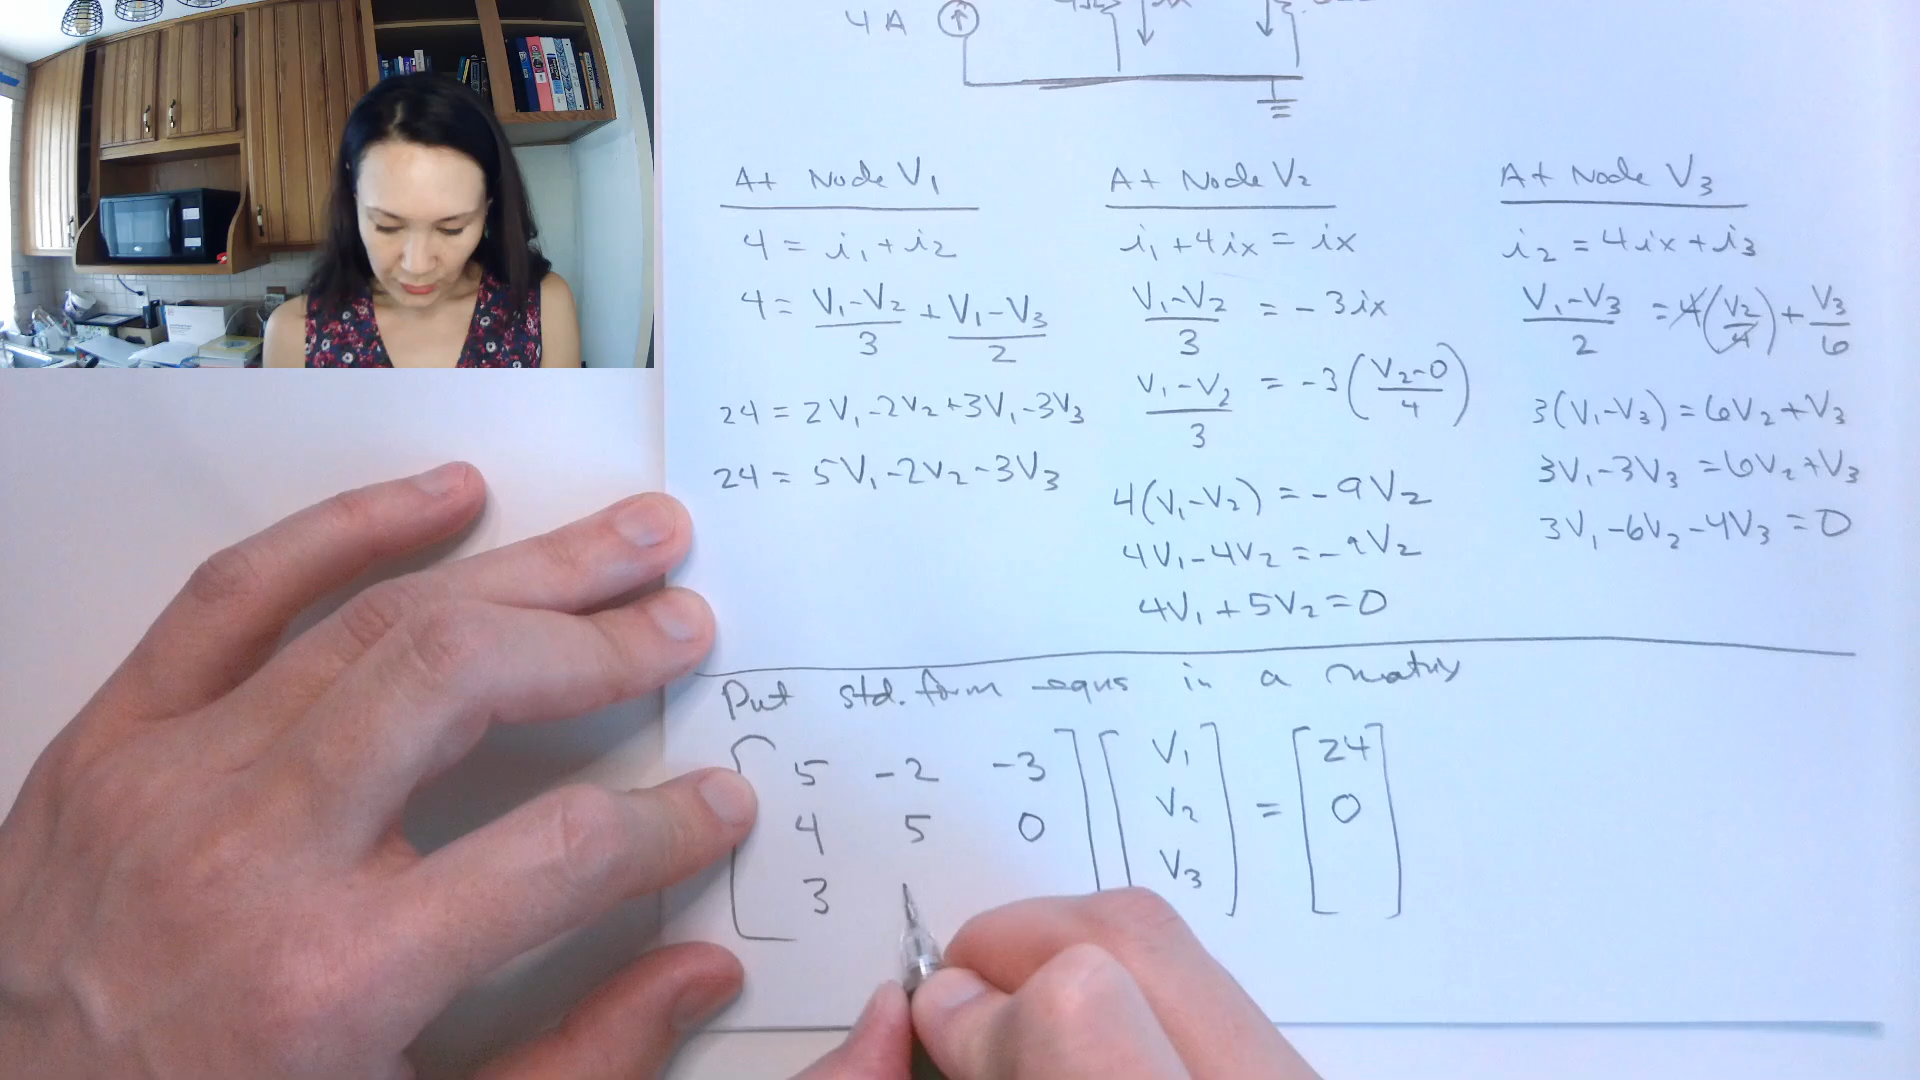 4 A
At Node V1
4 = i1 + i2
4 = (V1-V2)/3 + (V1-V3)/2
24 = 2V1 -2V2 +3V1 -3V3
24 = 5V1 -2V2 -3V3
At Node V2
i1 + 4ix = ix
(V1-V2)/3 = -3ix
(V1-V2)/3 = -3((V2-0)/4)
4(V1-V2) = -9V2
4V1 -4V2 = -9V2
4V1 + 5V2 = 0
At Node V3
i2 = 4ix + i3
(V1-V3)/2 = 4(V2/4) + V3/6
3(V1-V3) = 6V2 + V3
3V1 -3V3 = 6V2 + V3
3V1 -6V2 -4V3 = 0
Put std. form eqns in a matrix
5 -2 -3 V1 = 24
4 5 0 V2 0
3 V3